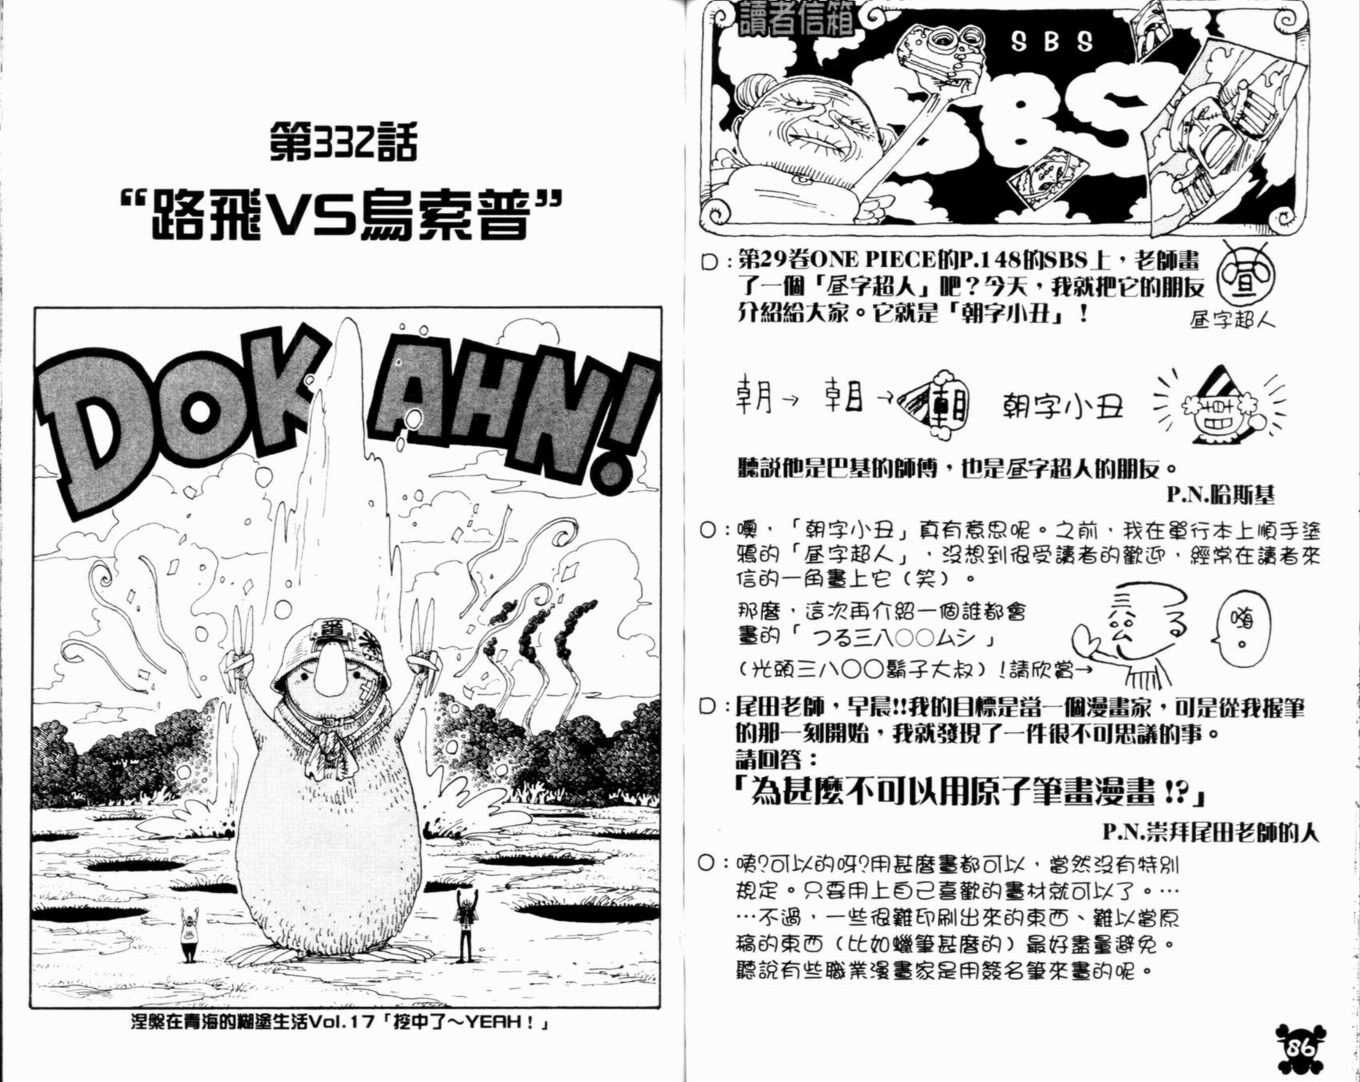 讀者信箱
SBS
SBS
D：第29卷ONE PIECE的P.148的SBS上，老師畫
了一個「昼字超人」吧？今天，我就把它的朋友
介紹給大家。它就是「朝字小丑」！
昼字超人
朝→ 朝→朝 朝字小丑
聽說他是巴基的師傅，也是昼字超人的朋友。
P.N.哈斯基
O：噢，「朝字小丑」真有意思呢。之前，我在單行本上順手塗
鴉的「昼字超人」，沒想到很受讀者的歡迎，經常在讀者來
信的一角畫上它（笑）。
那麼，這次再介紹一個誰都會
畫的「つる三八〇〇ムシ」
（光頭三八〇〇鬍子大叔）!請欣賞→
嗨。
D：尾田老師，早晨!!我的目標是當一個漫畫家，可是從我握筆
的那一刻開始，我就發現了一件很不可思議的事。
請回答：
「為甚麼不可以用原子筆畫漫畫!?」
P.N.崇拜尾田老師的人
O：咦?可以的呀?用甚麼畫都可以，當然沒有特別
規定。只要用上自己喜歡的畫材就可以了。…
…不過，一些很難印刷出來的東西、難以當原
稿的東西（比如蠟筆甚麼的）最好盡量避免。
聽說有些職業漫畫家是用簽名筆來畫的呢。
86
第332話
“路飛VS烏索普”
DOKAHN!
涅槃在青海的糊塗生活Vol.17「挖中了～YEAH！」